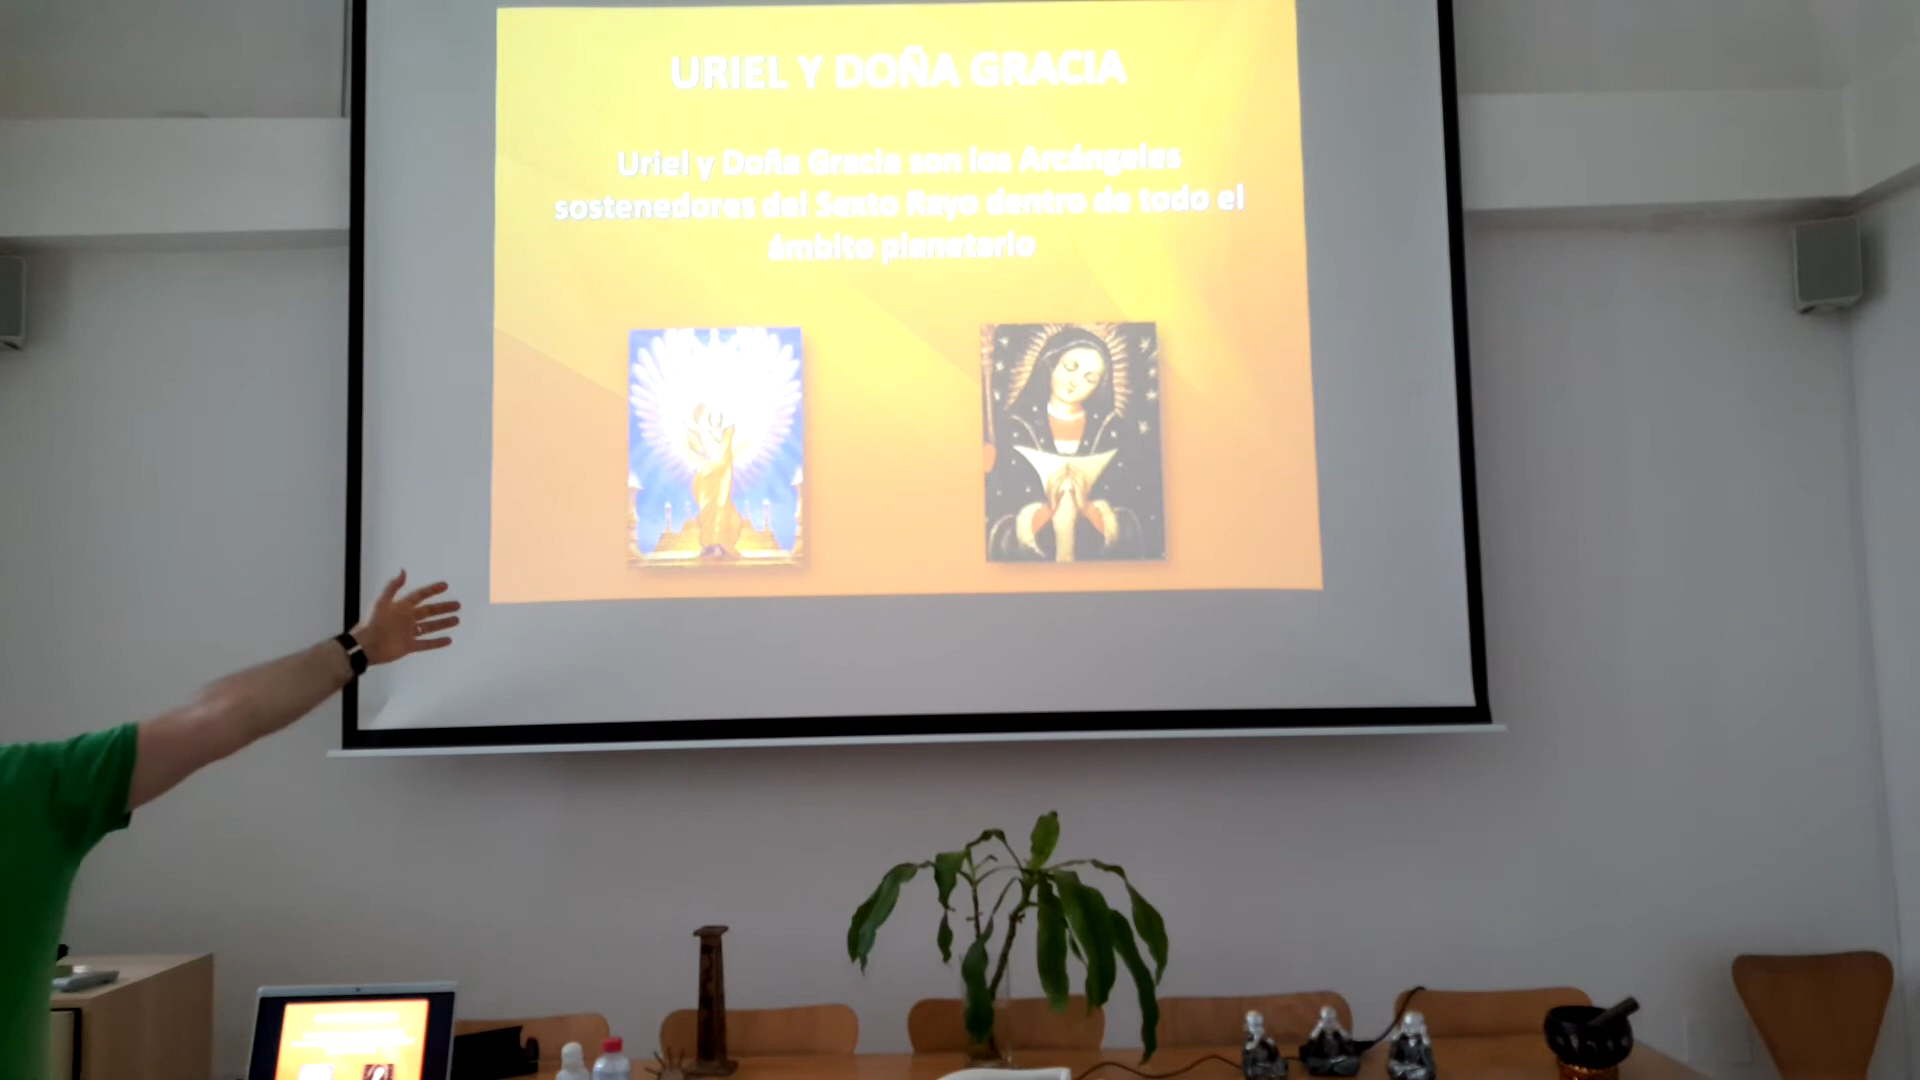 URIEL Y DOÑA GRACIA
Uriel y Doña Gracia son los Arcángeles
sostenedores del Sexto Rayo dentro de todo el
ámbito planetario